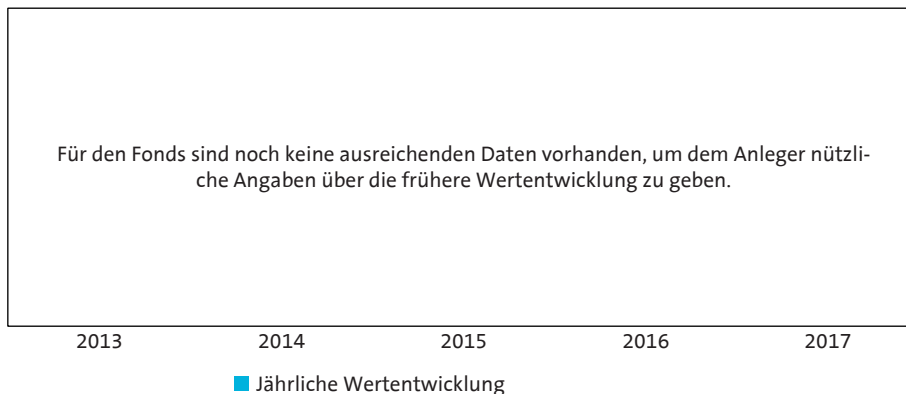 Für den Fonds sind noch keine ausreichenden Daten vorhanden, um dem Anleger nützli-
che Angaben über die frühere Wertentwicklung zu geben.
2013 2014 2015 2016 2017
Jährliche Wertentwicklung